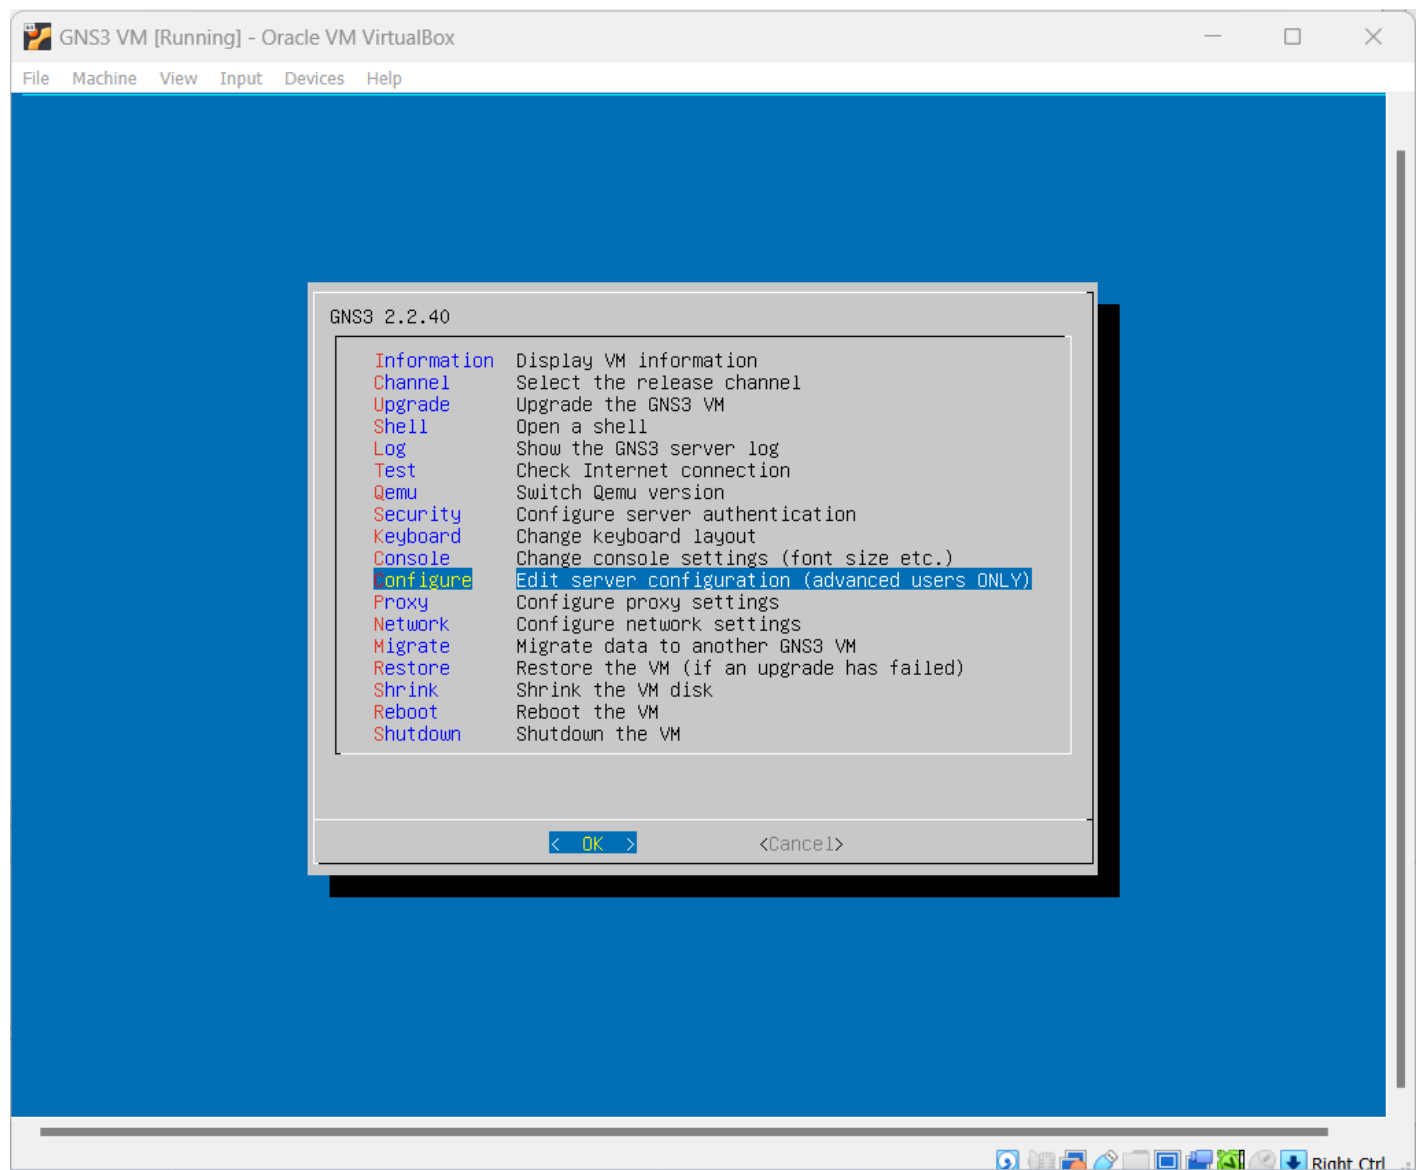 GNS3 VM [Running] - Oracle VM VirtualBox
File Machine View Input Devices Help
GNS3 2.2.40
Information Display VM information
Channel Select the release channel
Upgrade Upgrade the GNS3 VM
Shell Open a shell
Log Show the GNS3 server log
Test Check Internet connection
Qemu Switch Qemu version
Security Configure server authentication
Keyboard Change keyboard layout
Console Change console settings (font size etc.)
Configure Edit server configuration (advanced users ONLY)
Proxy Configure proxy settings
Network Configure network settings
Migrate Migrate data to another GNS3 VM
Restore Restore the VM (if an upgrade has failed)
Shrink Shrink the VM disk
Reboot Reboot the VM
Shutdown Shutdown the VM
< OK > <Cancel>
Right Ctrl